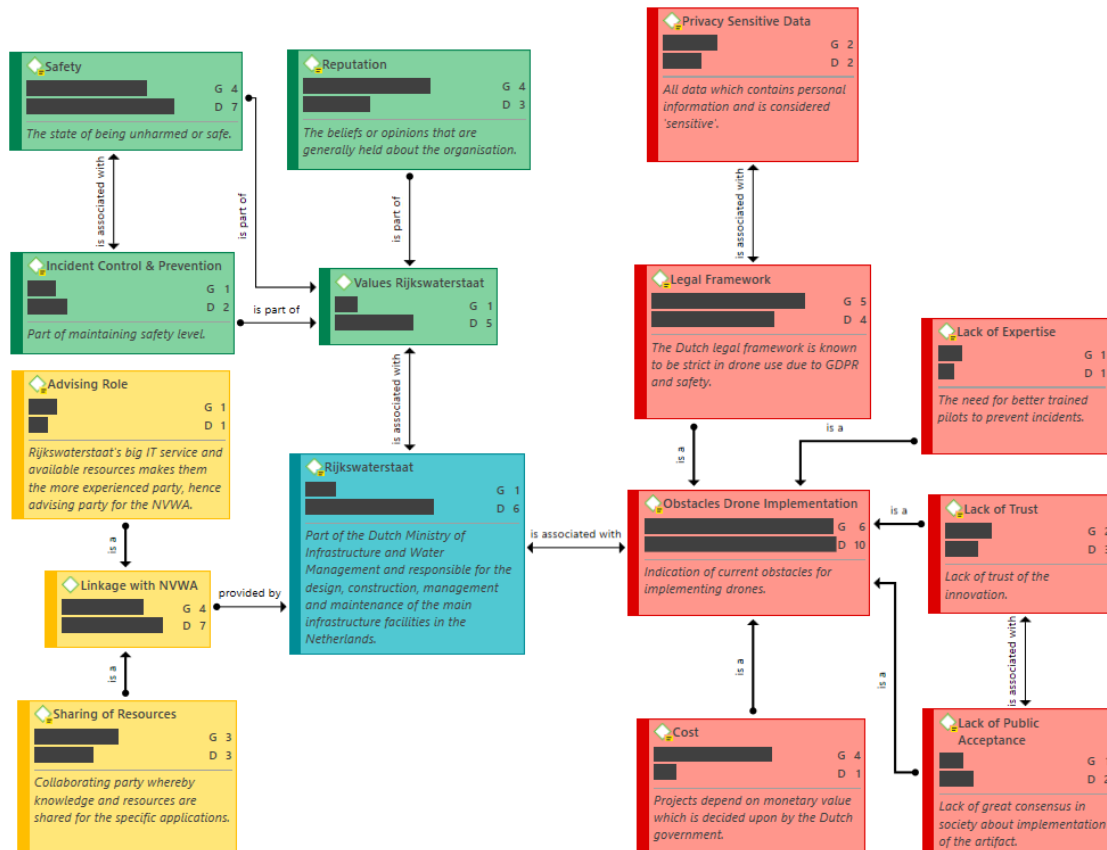 Safety
G 4
D 7
The state of being unharmed or safe.
Reputation
G 4
D 3
The beliefs or opinions that are
generally held about the organisation.
Privacy Sensitive Data
G 2
D 2
All data which contains personal
information and is considered
'sensitive'.
is associated with
is part of
is part of
is associated with
Incident Control & Prevention
G 1
D 2
Part of maintaining safety level.
is part of
Values Rijkswaterstaat
G 1
D 5
Legal Framework
G 5
D 4
The Dutch legal framework is known
to be strict in drone use due to GDPR
and safety.
Lack of Expertise
G 1
D 1
The need for better trained
pilots to prevent incidents.
Advising Role
G 1
D 1
Rijkswaterstaat's big IT service and
available resources makes them
the more experienced party, hence
advising party for the NVWA.
is associated with
is a
is a
Rijkswaterstaat
G 1
D 6
Part of the Dutch Ministry of
Infrastructure and Water
Management and responsible for the
design, construction, management
and maintenance of the main
infrastructure facilities in the
Netherlands.
is associated with
Obstacles Drone Implementation
G 6
D 10
Indication of current obstacles for
implementing drones.
is a
Lack of Trust
G 2
D 3
Lack of trust of the
innovation.
is a
Linkage with NVWA
G 4
D 7
provided by
is a
is a
is a
is associated with
Sharing of Resources
G 3
D 3
Collaborating party whereby
knowledge and resources are
shared for the specific applications.
Cost
G 4
D 1
Projects depend on monetary value
which is decided upon by the Dutch
government.
Lack of Public
Acceptance
G 1
D 2
Lack of great consensus in
society about implementation
of the artifact.